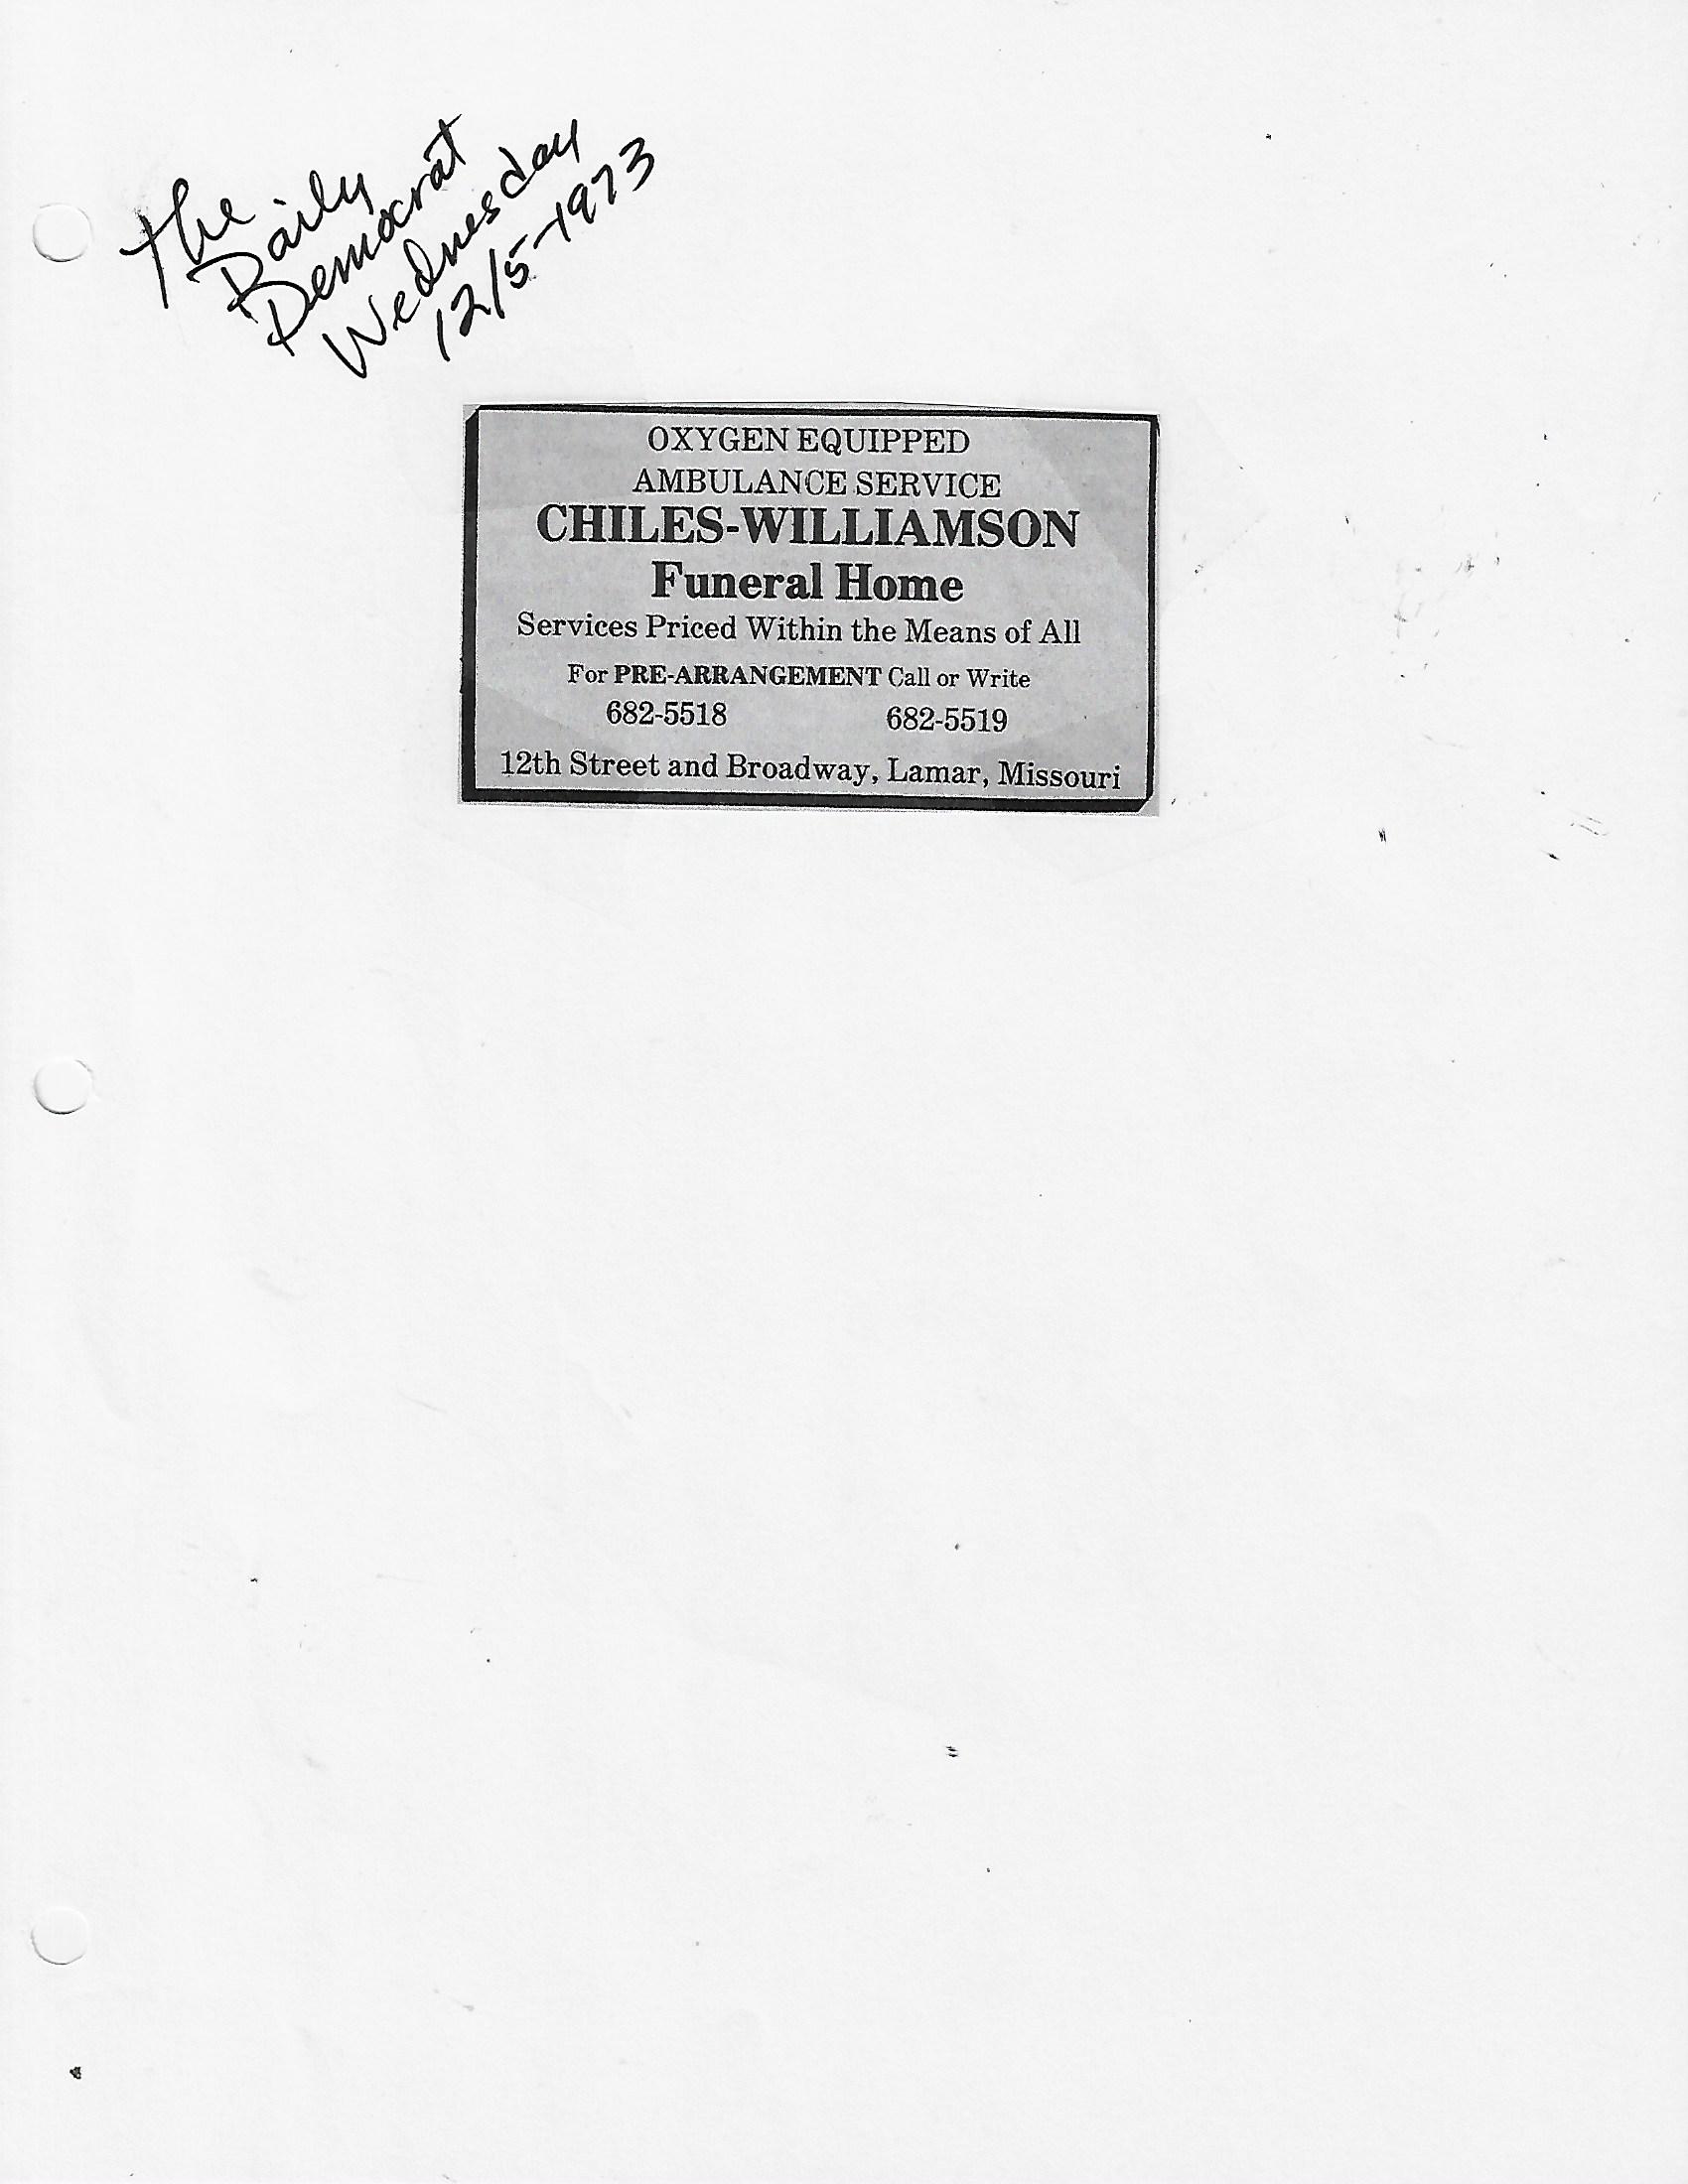 the
Daily
Democrat
Wednesday
12/5-1973
OXYGEN EQUIPPED
AMBULANCE SERVICE
CHILES-WILLIAMSON
Funeral Home
Services Priced Within the Means of All
For PRE-ARRANGEMENT Call or Write
682-5518 682-5519
12th Street and Broadway, Lamar, Missouri